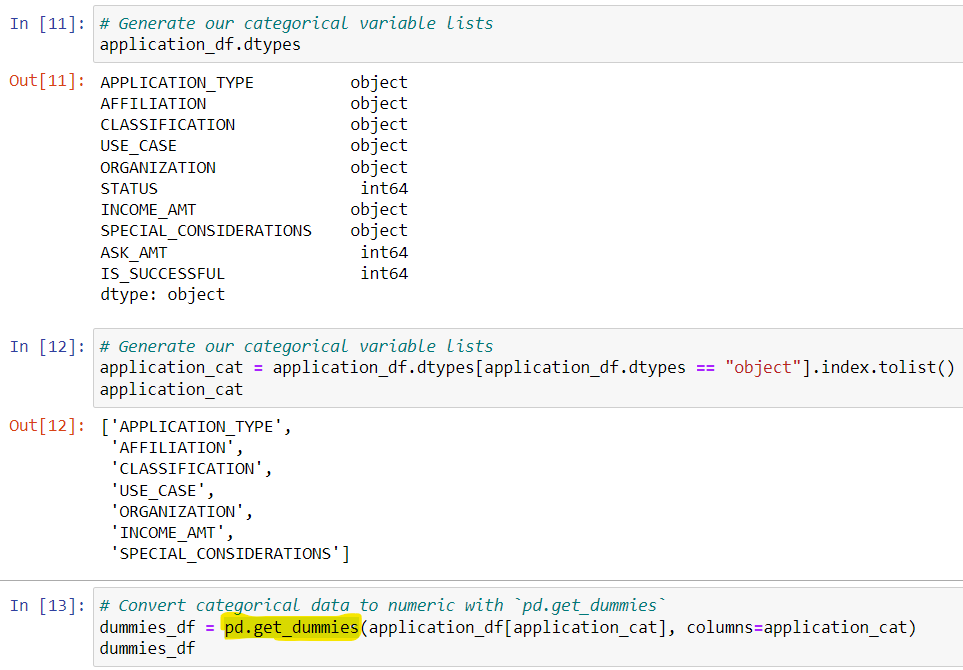 In [11]: # Generate our categorical variable lists
application_df.dtypes
Out[11]: APPLICATION_TYPE object
AFFILIATION object
CLASSIFICATION object
USE_CASE object
ORGANIZATION object
STATUS int64
INCOME_AMT object
SPECIAL_CONSIDERATIONS object
ASK_AMT int64
IS_SUCCESSFUL int64
dtype: object
In [12]: # Generate our categorical variable lists
application_cat = application_df.dtypes[application_df.dtypes == "object"].index.tolist()
application_cat
Out[12]: ['APPLICATION_TYPE',
'AFFILIATION',
'CLASSIFICATION',
'USE_CASE',
'ORGANIZATION',
'INCOME_AMT',
'SPECIAL_CONSIDERATIONS']
In [13]: # Convert categorical data to numeric with `pd.get_dummies`
dummies_df = pd.get_dummies(application_df[application_cat], columns=application_cat)
dummies_df